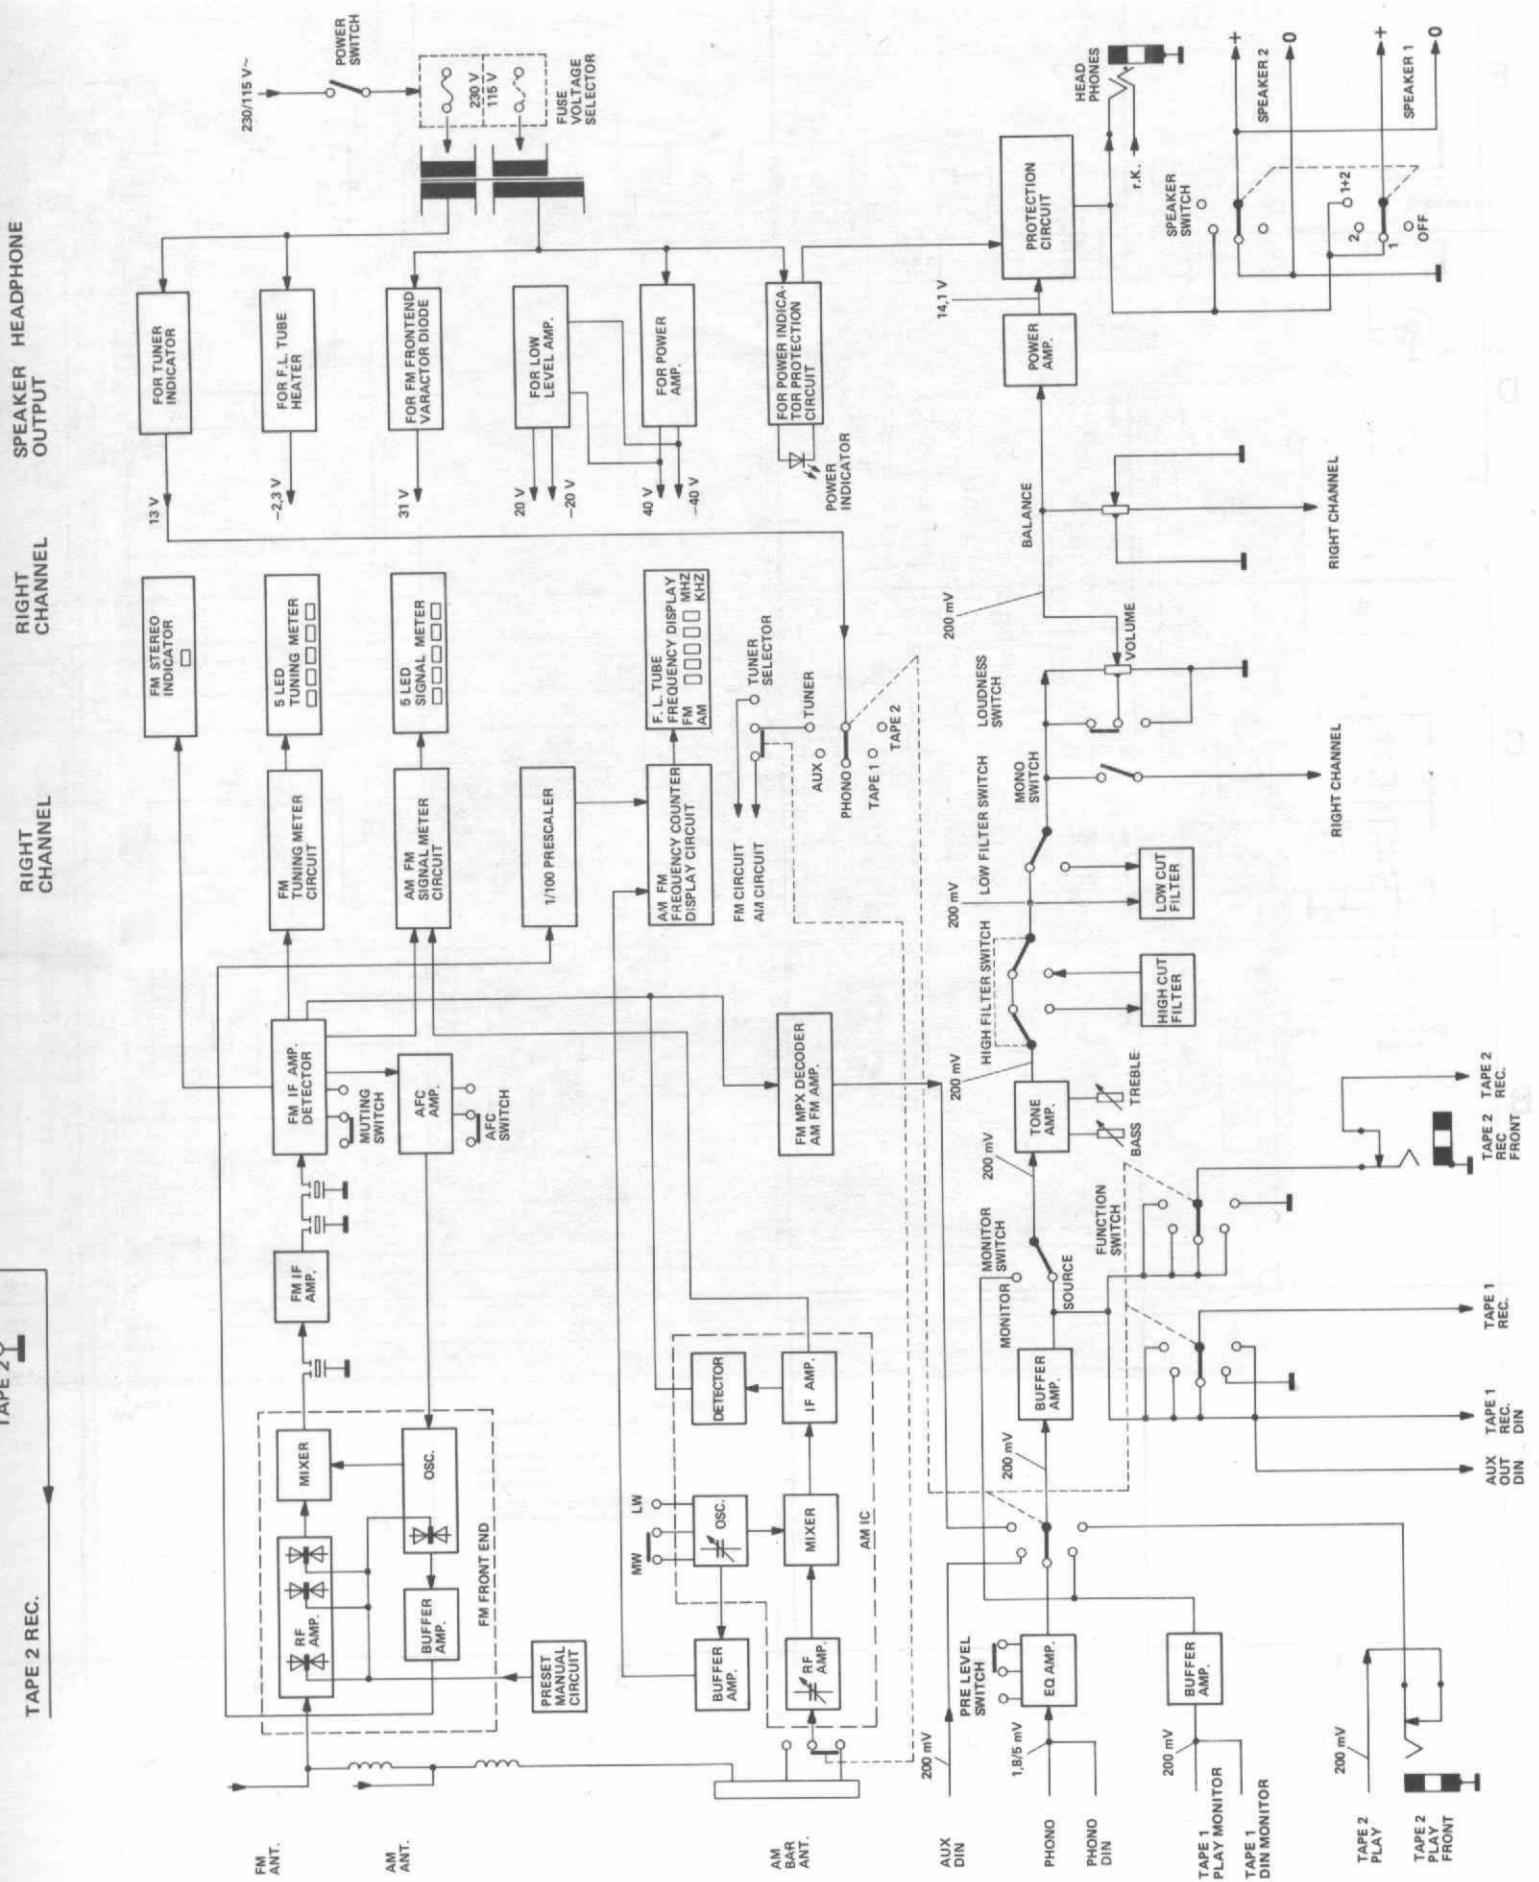 TAPE 2
TAPE 2 REC.
RIGHT
CHANNEL
RIGHT
CHANNEL
SPEAKER HEADPHONE
OUTPUT
FM
ANT.
AM
ANT.
AM
BAR
ANT.
RF
AMP.
MIXER
OSC.
BUFFER
AMP.
FM FRONT END
PRESET
MANUAL
CIRCUIT
FM IF
AMP.
FM IF AMP.
DETECTOR
MUTING
SWITCH
AFC
AMP.
AFC
SWITCH
FM
TUNING METER
CIRCUIT
AM FM
SIGNAL METER
CIRCUIT
1/100 PRESCALER
AM FM
FREQUENCY COUNTER
DISPLAY CIRCUIT
FM STEREO
INDICATOR
5 LED
TUNING METER
5 LED
SIGNAL METER
F. L. TUBE
FREQUENCY DISPLAY
FM MHZ
AM KHZ
BUFFER
AMP.
MW
LW
OSC.
RF
AMP.
MIXER
IF AMP.
DETECTOR
AM IC
FM MPX DECODER
AM FM AMP.
FM CIRCUIT
AM CIRCUIT
TUNER
SELECTOR
AUX
TUNER
PHONO
TAPE 1
TAPE 2
230/115 V~
POWER
SWITCH
230 V
115 V
FUSE
VOLTAGE
SELECTOR
FOR TUNER
INDICATOR
13 V
FOR F.L. TUBE
HEATER
–2,3 V
FOR FM FRONTEND
VARACTOR DIODE
31 V
FOR LOW
LEVEL AMP.
20 V
–20 V
FOR POWER
AMP.
40 V
–40 V
FOR POWER INDICA-
TOR PROTECTION
CIRCUIT
POWER
INDICATOR
AUX
DIN
200 mV
PHONO
1,8/5 mV
PHONO
DIN
PRE LEVEL
SWITCH
EQ AMP.
TAPE 1
PLAY MONITOR
TAPE 1
DIN MONITOR
200 mV
BUFFER
AMP.
TAPE 2
PLAY
200 mV
TAPE 2
PLAY
FRONT
200 mV
BUFFER
AMP.
MONITOR
MONITOR
SWITCH
SOURCE
FUNCTION
SWITCH
AUX
OUT
DIN
TAPE 1
REC.
DIN
TAPE 1
REC.
TAPE 2
REC
FRONT
TAPE 2
REC.
200 mV
TONE
AMP.
BASS
TREBLE
200 mV
HIGH FILTER SWITCH
HIGH CUT
FILTER
200 mV
LOW FILTER SWITCH
LOW CUT
FILTER
MONO
SWITCH
RIGHT CHANNEL
LOUDNESS
SWITCH
VOLUME
200 mV
BALANCE
RIGHT CHANNEL
POWER
AMP.
14,1 V
PROTECTION
CIRCUIT
HEAD
PHONES
r.K.
SPEAKER
SWITCH
2
1+2
1
OFF
+
SPEAKER 2
0
+
SPEAKER 1
0